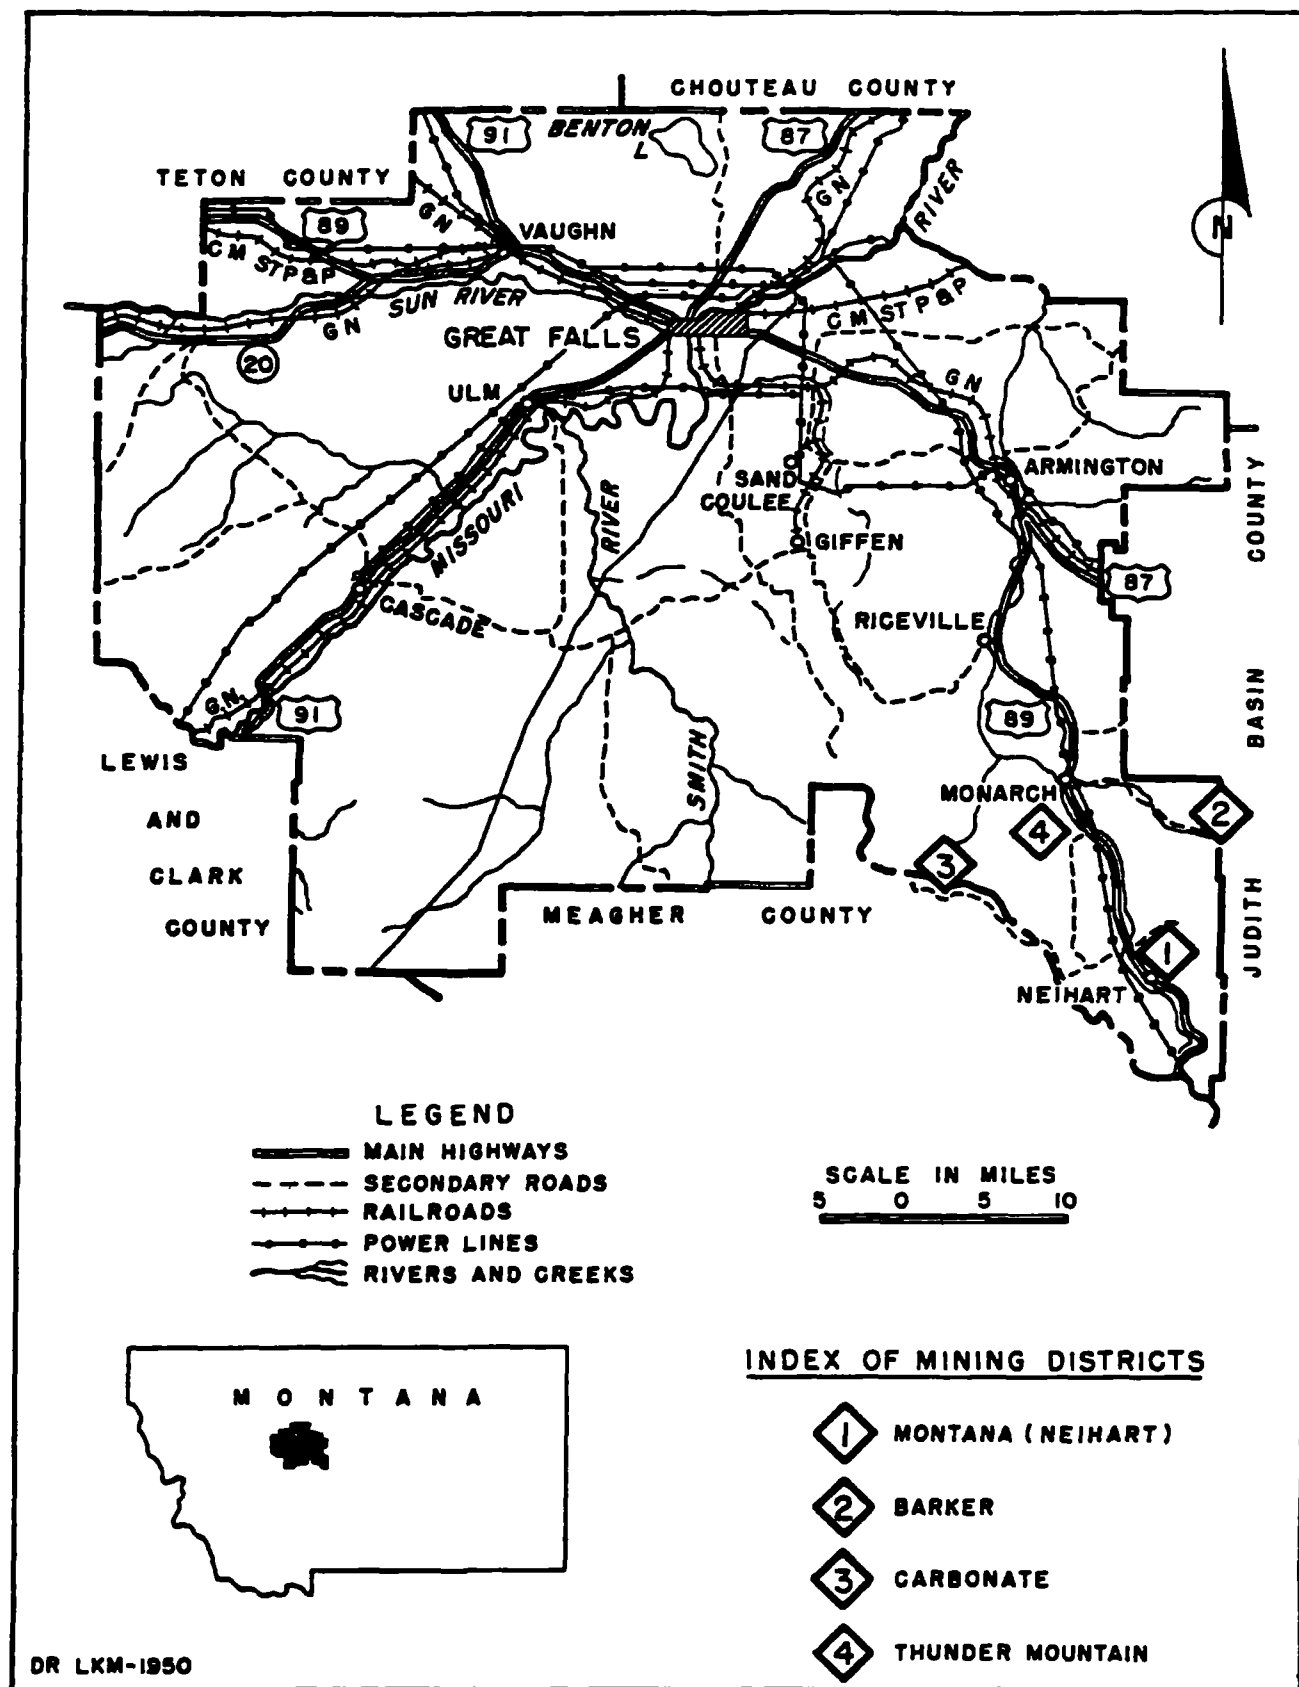 CHOUTEAU COUNTY
91
BENTON
L
87
TETON COUNTY
89
GN
VAUGHN
GN
RIVER
N
C M ST P & P
SUN RIVER
GN
GREAT FALLS
C M ST P & P
20
ULM
GN
SAND
COULEE
ARMINGTON
COUNTY
MISSOURI
RIVER
GIFFEN
87
CASCADE
RICEVILLE
BASIN
G.N.
91
89
LEWIS
AND
CLARK
COUNTY
SMITH
MONARCH
2
4
3
MEAGHER COUNTY
JUDITH
1
NEIHART
LEGEND
MAIN HIGHWAYS
SECONDARY ROADS
RAILROADS
POWER LINES
RIVERS AND CREEKS
SCALE IN MILES
5 0 5 10
MONTANA
INDEX OF MINING DISTRICTS
1 MONTANA (NEIHART)
2 BARKER
3 CARBONATE
4 THUNDER MOUNTAIN
DR LKM-1950